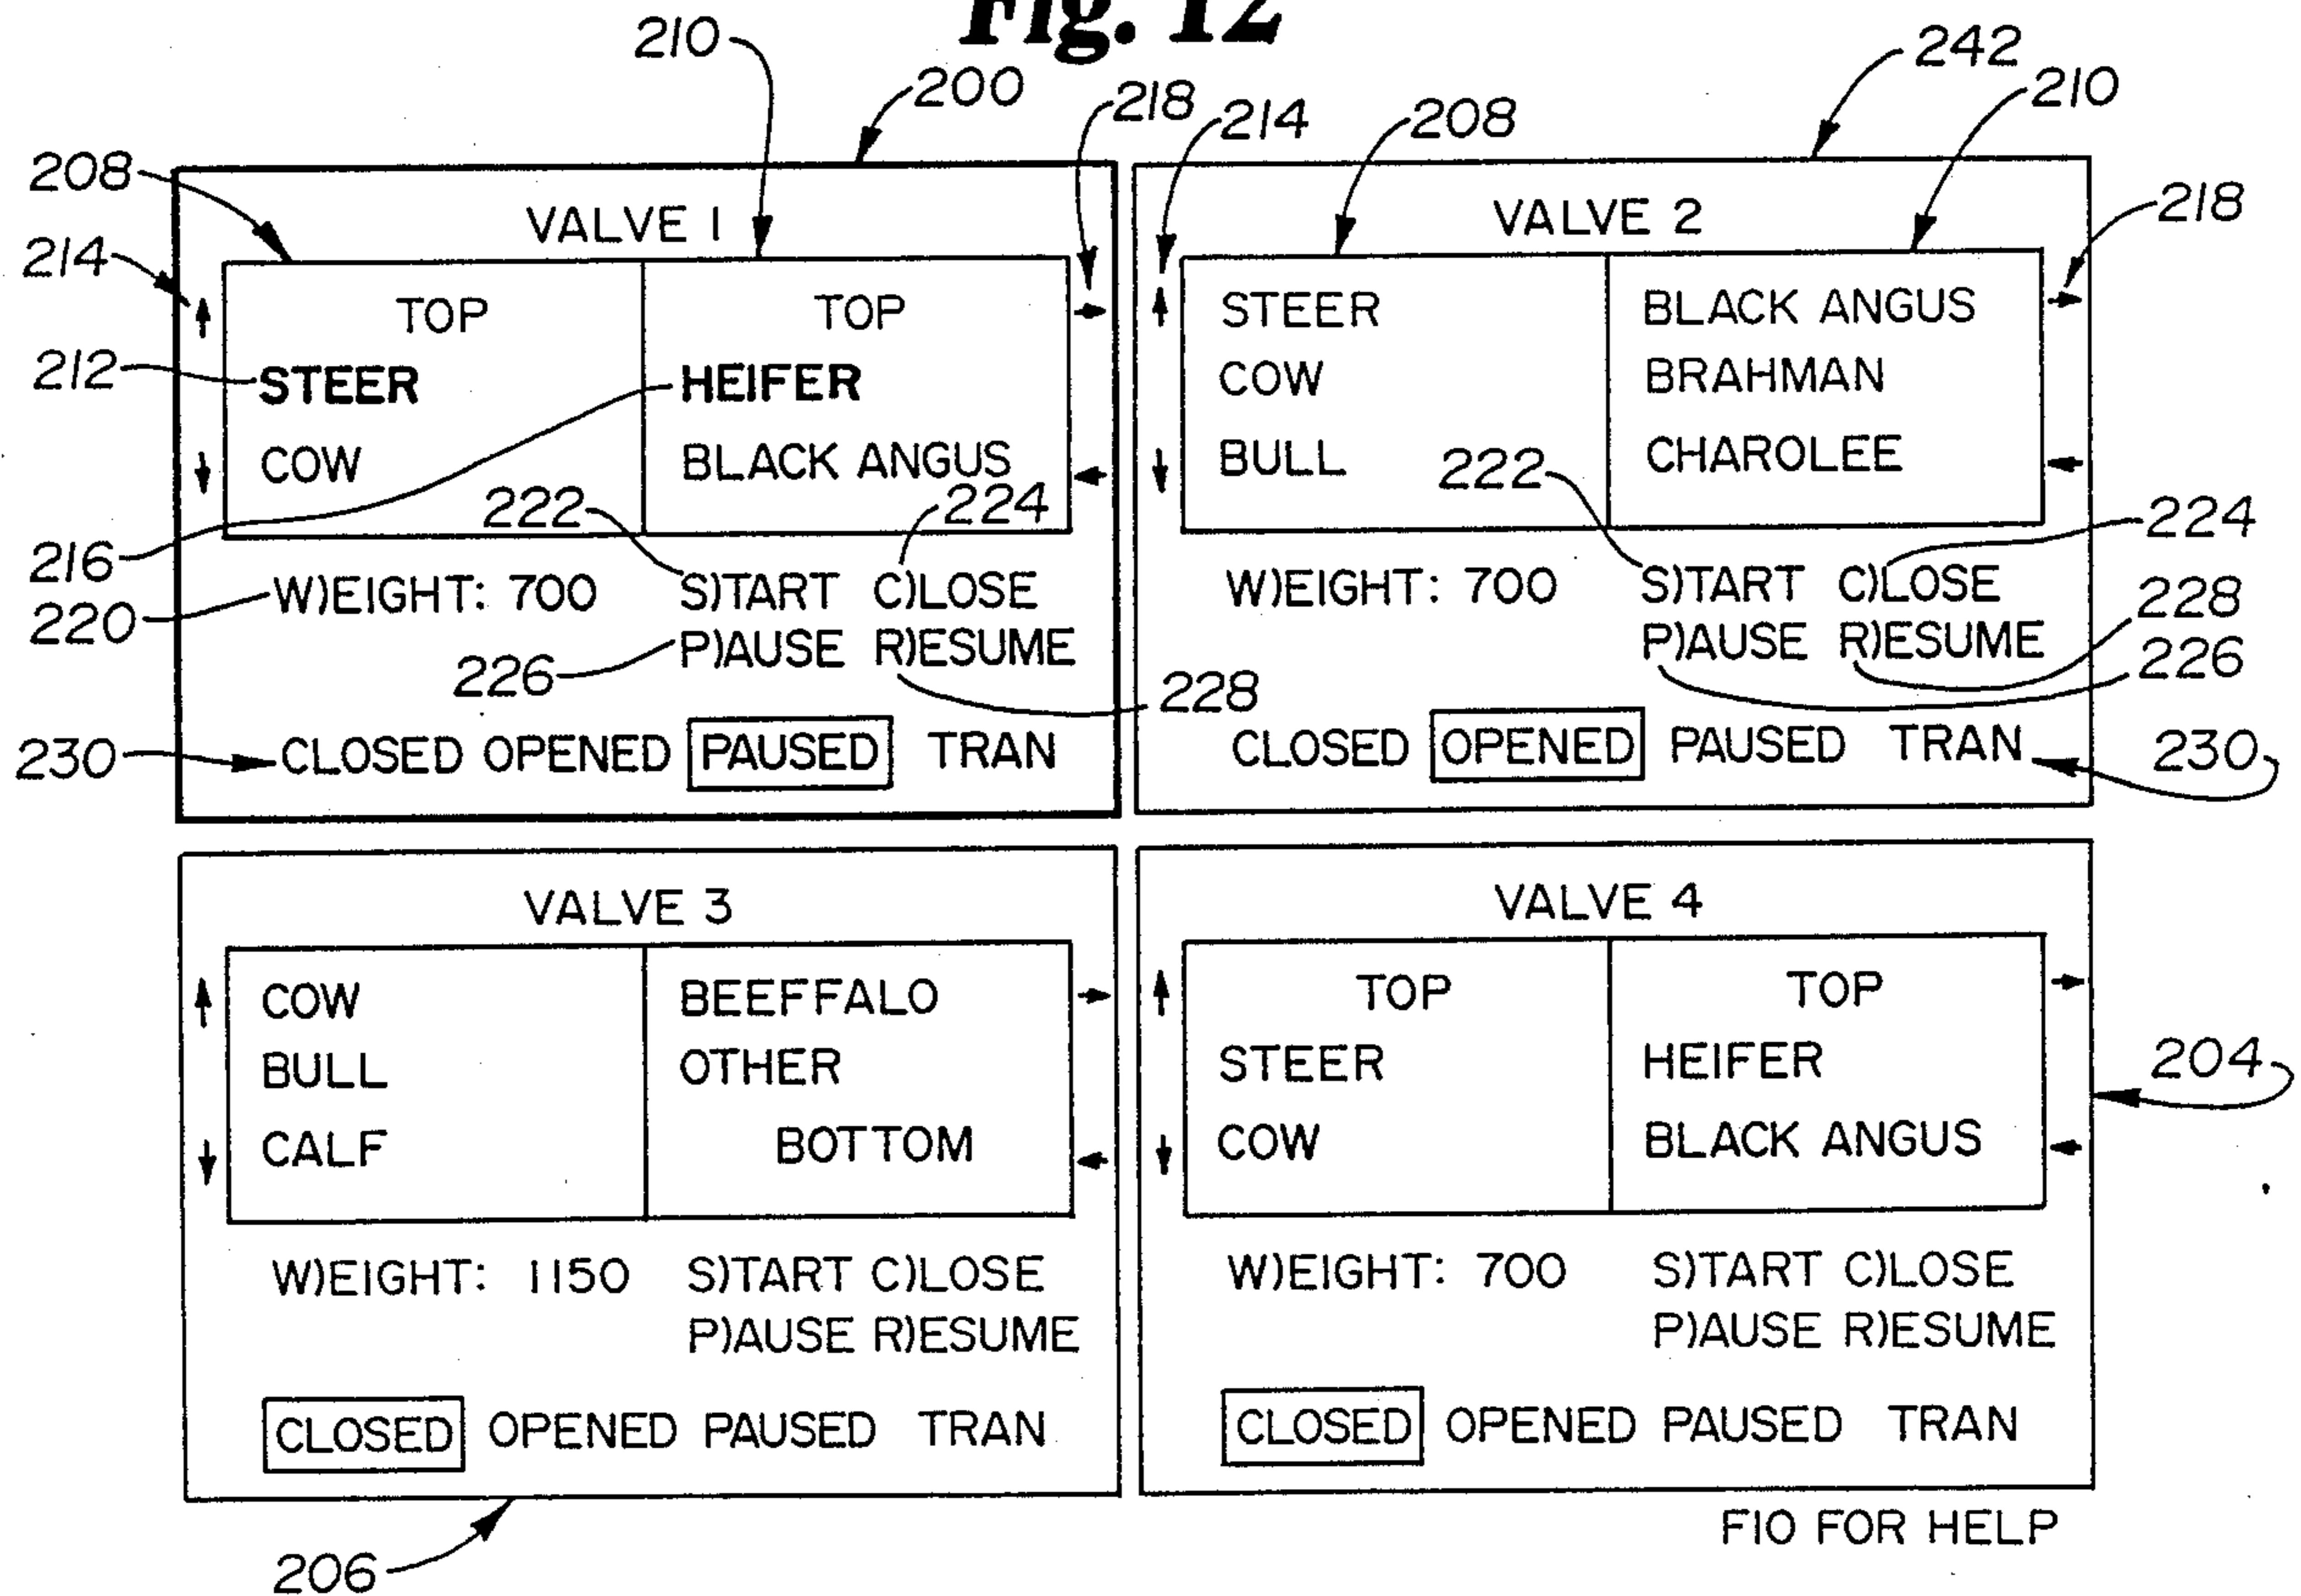 Fig. 12
210
200
242
210
218
214
208
208
218
214
VALVE 1
TOP
TOP
212
STEER
HEIFER
COW
BLACK ANGUS
222
224
216
220
W)EIGHT: 700
S)TART C)LOSE
P)AUSE R)ESUME
226
228
230
CLOSED OPENED PAUSED TRAN
VALVE 2
STEER
BLACK ANGUS
COW
BRAHMAN
BULL
CHAROLEE
222
224
W)EIGHT: 700
S)TART C)LOSE
228
P)AUSE R)ESUME
226
CLOSED OPENED PAUSED TRAN
230
VALVE 3
COW
BEEFFALO
BULL
OTHER
CALF
BOTTOM
W)EIGHT: 1150
S)TART C)LOSE
P)AUSE R)ESUME
CLOSED OPENED PAUSED TRAN
206
VALVE 4
TOP
TOP
STEER
HEIFER
204
COW
BLACK ANGUS
W)EIGHT: 700
S)TART C)LOSE
P)AUSE R)ESUME
CLOSED OPENED PAUSED TRAN
F10 FOR HELP